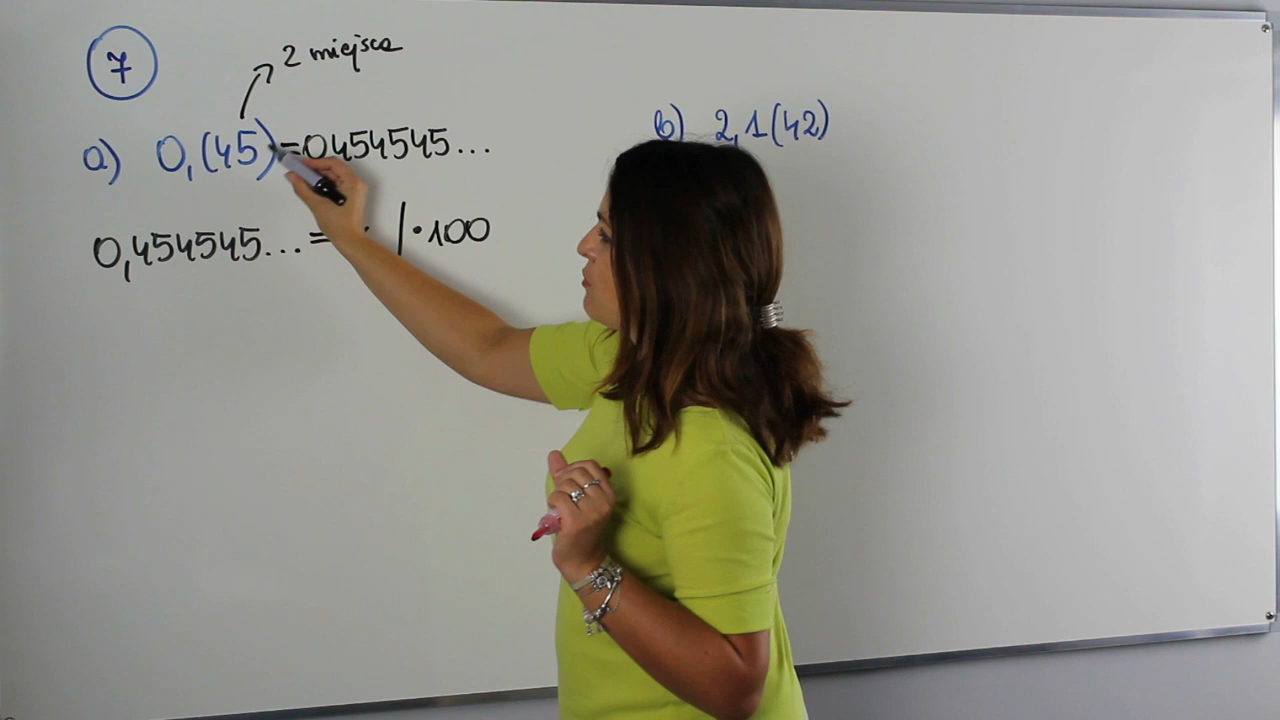 7
2 miejsca
a) 0,(45)=0454545...
0,454545...= | · 100
b) 2,1(42)